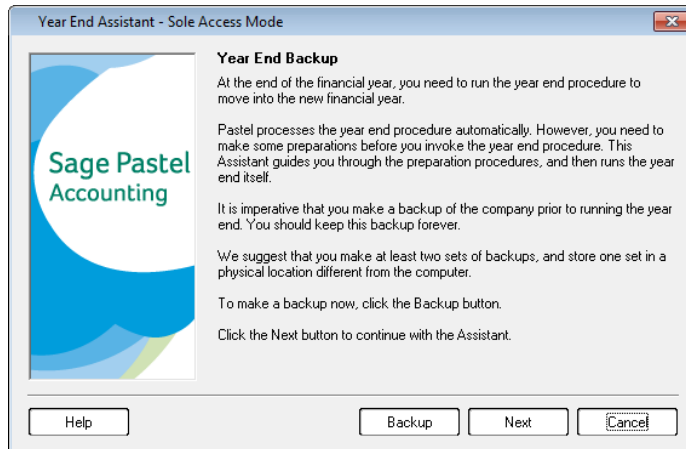 Year End Assistant - Sole Access Mode
Sage Pastel
Accounting
Year End Backup
At the end of the financial year, you need to run the year end procedure to
move into the new financial year.
Pastel processes the year end procedure automatically. However, you need to
make some preparations before you invoke the year end procedure. This
Assistant guides you through the preparation procedures, and then runs the year
end itself.
It is imperative that you make a backup of the company prior to running the year
end. You should keep this backup forever.
We suggest that you make at least two sets of backups, and store one set in a
physical location different from the computer.
To make a backup now, click the Backup button.
Click the Next button to continue with the Assistant.
Help
Backup
Next
Cancel